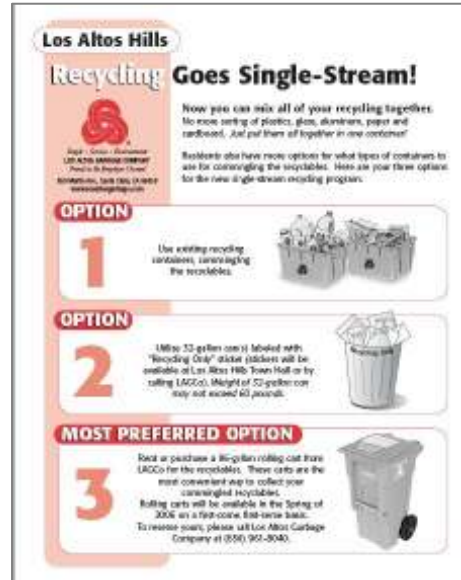 Los Altos Hills
Recycling Goes Single-Stream!
Now you can mix all of your recycling together.
No more sorting of plastics, glass, aluminum, paper and
cardboard. Just put them all together in one container!
LOS ALTOS GARBAGE COMPANY
Residents also have more options for what types of containers to
use for commingling the recyclables. Here are your three options
for the new single-stream recycling program.
OPTION
1
Use existing recycling
containers, commingling
the recyclables.
OPTION
2
Utilize 32-gallon can(s) labeled with
"Recycling Only" sticker (stickers will be
available at Los Altos Hills Town Hall or by
calling LAGCo). Weight of 32-gallon can
may not exceed 60 pounds.
Recycling Only
MOST PREFERRED OPTION
3
Rent or purchase a 96-gallon rolling cart from
LAGCo for the recyclables. These carts are the
most convenient way to collect your
commingled recyclables.
Rolling carts will be available in the Spring of
2006 on a first-come, first-serve basis.
To reserve yours, please call Los Altos Garbage
Company at (650) 961-8040.